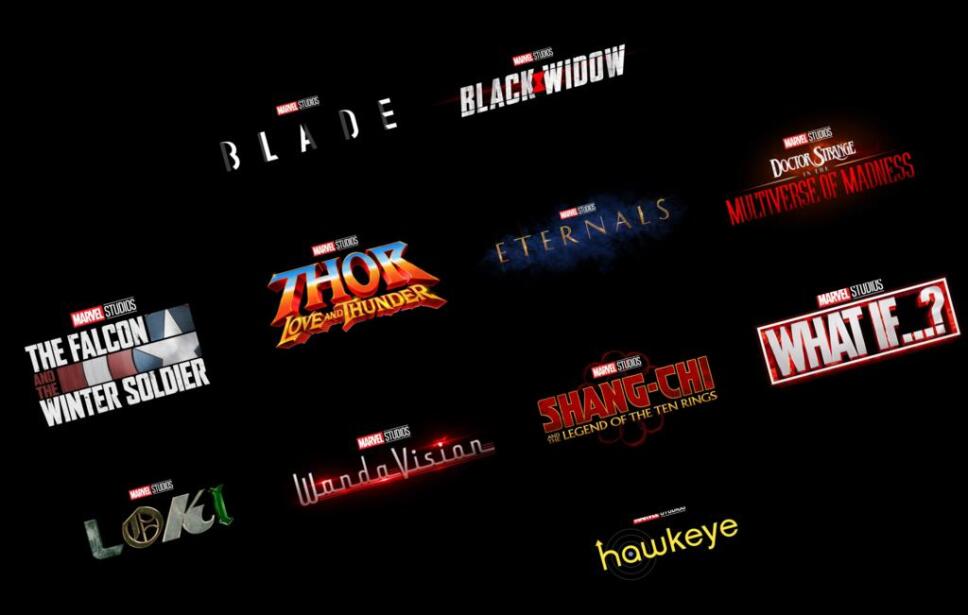 MARVEL STUDIOS
BLADE
MARVEL STUDIOS
BLACK WIDOW
MARVEL STUDIOS
DOCTOR STRANGE
IN THE
MULTIVERSE OF MADNESS
MARVEL STUDIOS
ETERNALS
MARVEL STUDIOS
THOR
LOVE AND THUNDER
MARVEL STUDIOS
THE FALCON
AND THE
WINTER SOLDIER
MARVEL STUDIOS
WHAT IF...?
MARVEL STUDIOS
SHANG-CHI
AND THE LEGEND OF THE TEN RINGS
MARVEL STUDIOS
WandaVision
MARVEL STUDIOS
LOKI
MARVEL STUDIOS
hawkeye